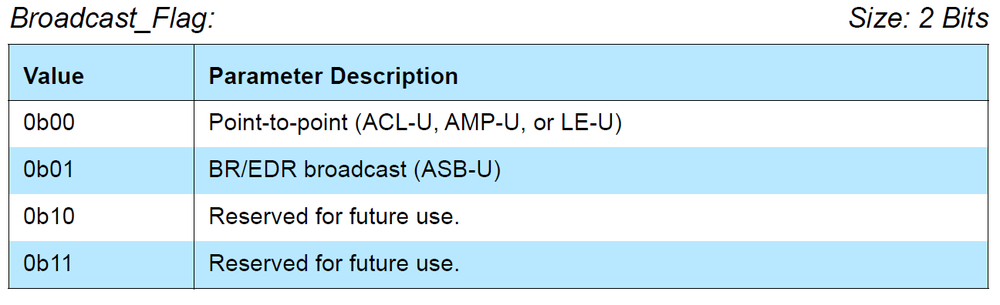 Broadcast_Flag: Size: 2 Bits
Value Parameter Description
0b00 Point-to-point (ACL-U, AMP-U, or LE-U)
0b01 BR/EDR broadcast (ASB-U)
0b10 Reserved for future use.
0b11 Reserved for future use.